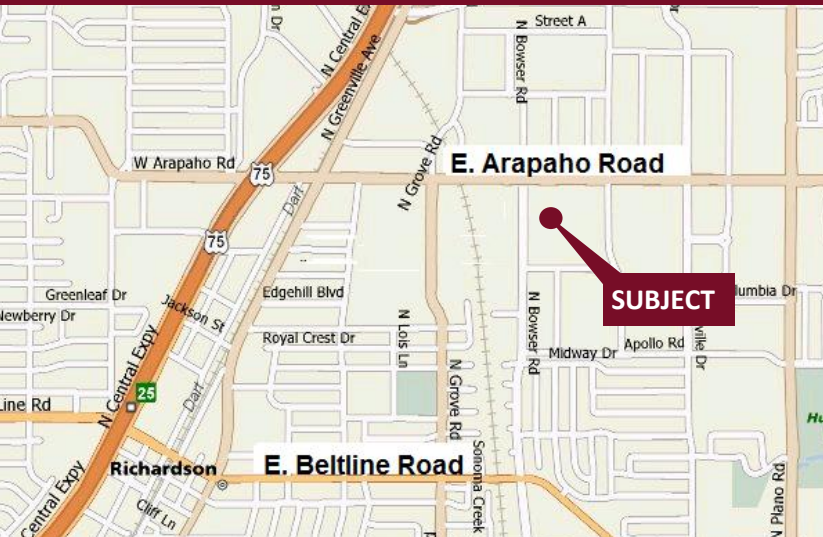 Street A
N Central E
N Greenville Ave
N Bowser Rd
W Arapaho Rd
E. Arapaho Road
75
N Grove Rd
Dart
75
SUBJECT
Greenleaf Dr
Jackson St
Edgehill Blvd
lumbia Dr
Newberry Dr
N Lois Ln
N Bowser Rd
Royal Crest Dr
Midway Dr
Apollo Rd
ville Dr
N Central Expy
25
Dart
N Grove Rd
Line Rd
Hu
Richardson
E. Beltline Road
Sonoma Creek
N Plano Rd
Central Expy
Cliff Ln